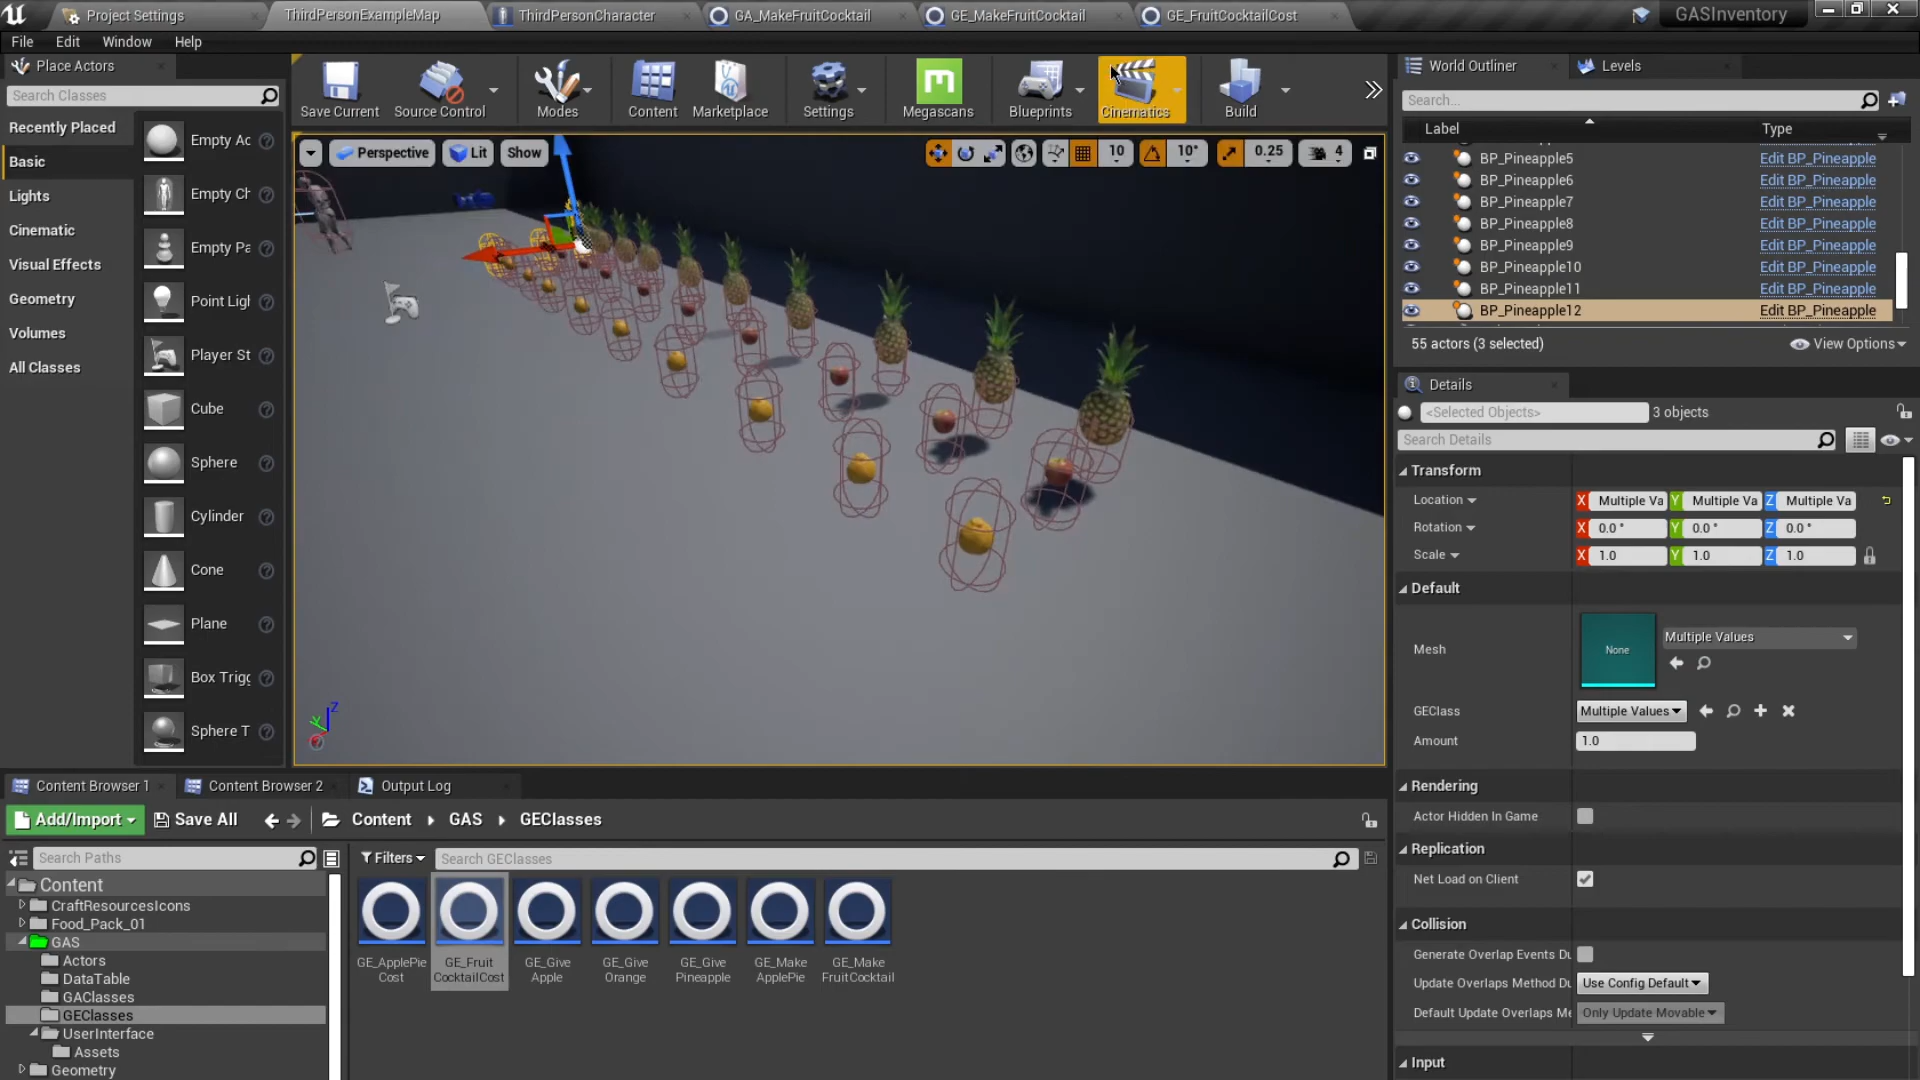 Project Settings
ThirdPersonExampleMap
ThirdPersonCharacter
GA_MakeFruitCocktail
GE_MakeFruitCocktail
GE_FruitCocktailCost
GASInventory
File
Edit
Window
Help
Place Actors
Search Classes
Recently Placed
Basic
Lights
Cinematic
Visual Effects
Geometry
Volumes
All Classes
Empty Ac
Empty Ch
Empty Pa
Point Ligh
Player St
Cube
Sphere
Cylinder
Cone
Plane
Box Trigg
Sphere T
Save Current
Source Control
Modes
Content
Marketplace
Settings
Megascans
Blueprints
Cinematics
Build
Perspective
Lit
Show
10
10°
0.25
4
Z
Y
World Outliner
Levels
Search...
Label
Type
BP_Pineapple5 Edit BP_Pineapple
BP_Pineapple6 Edit BP_Pineapple
BP_Pineapple7 Edit BP_Pineapple
BP_Pineapple8 Edit BP_Pineapple
BP_Pineapple9 Edit BP_Pineapple
BP_Pineapple10 Edit BP_Pineapple
BP_Pineapple11 Edit BP_Pineapple
BP_Pineapple12 Edit BP_Pineapple
55 actors (3 selected)
View Options
Details
<Selected Objects>
3 objects
Search Details
Transform
Location X Multiple Va Y Multiple Va Z Multiple Va
Rotation X 0.0 ° Y 0.0 ° Z 0.0 °
Scale X 1.0 Y 1.0 Z 1.0
Default
Mesh
None
Multiple Values
GEClass
Multiple Values
Amount
1.0
Rendering
Actor Hidden In Game
Replication
Net Load on Client
Collision
Generate Overlap Events Du
Update Overlaps Method Du
Use Config Default
Default Update Overlaps Me
Only Update Movable
Input
Content Browser 1
Content Browser 2
Output Log
Add/Import
Save All
Content
GAS
GEClasses
Search Paths
Filters
Search GEClasses
Content
CraftResourcesIcons
Food_Pack_01
GAS
Actors
DataTable
GAClasses
GEClasses
UserInterface
Assets
Geometry
GE_ApplePie
Cost
GE_Fruit
CocktailCost
GE_Give
Apple
GE_Give
Orange
GE_Give
Pineapple
GE_Make
ApplePie
GE_Make
FruitCocktail